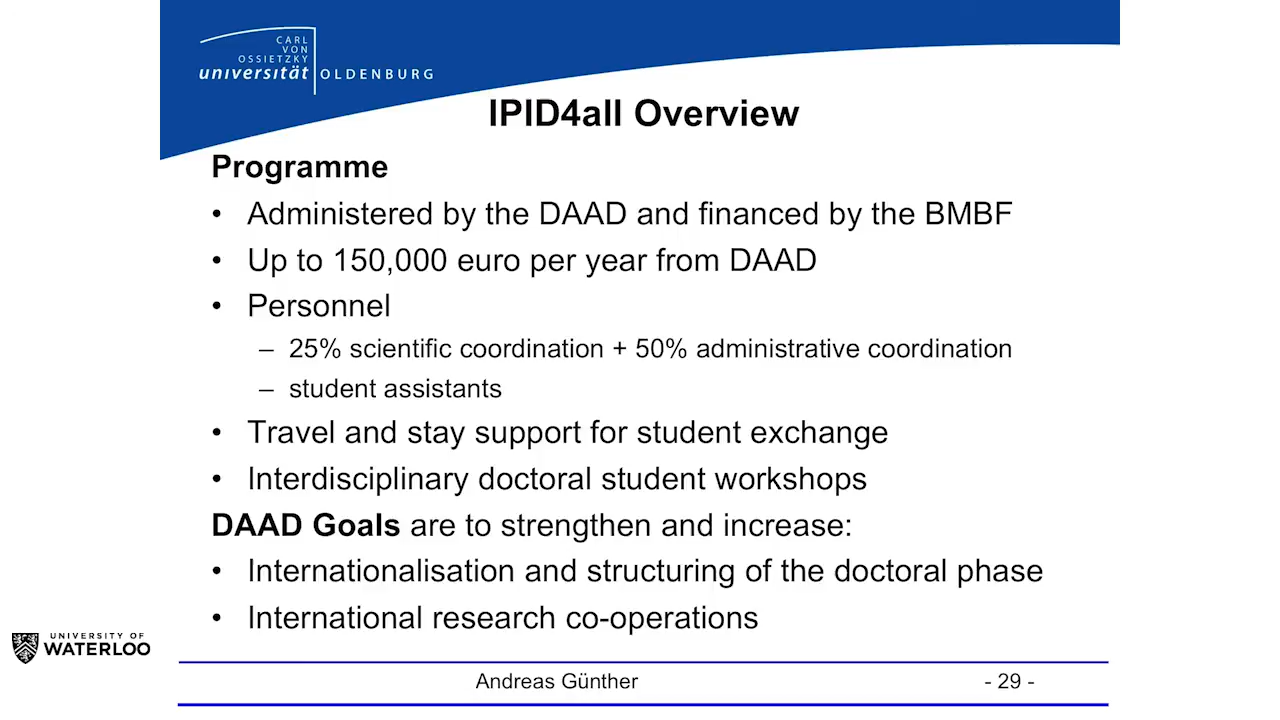 CARL
VON
OSSIETZKY
universität OLDENBURG
IPID4all Overview
Programme
• Administered by the DAAD and financed by the BMBF
• Up to 150,000 euro per year from DAAD
• Personnel
– 25% scientific coordination + 50% administrative coordination
– student assistants
• Travel and stay support for student exchange
• Interdisciplinary doctoral student workshops
DAAD Goals are to strengthen and increase:
• Internationalisation and structuring of the doctoral phase
• International research co-operations
UNIVERSITY OF
WATERLOO
Andreas Günther - 29 -